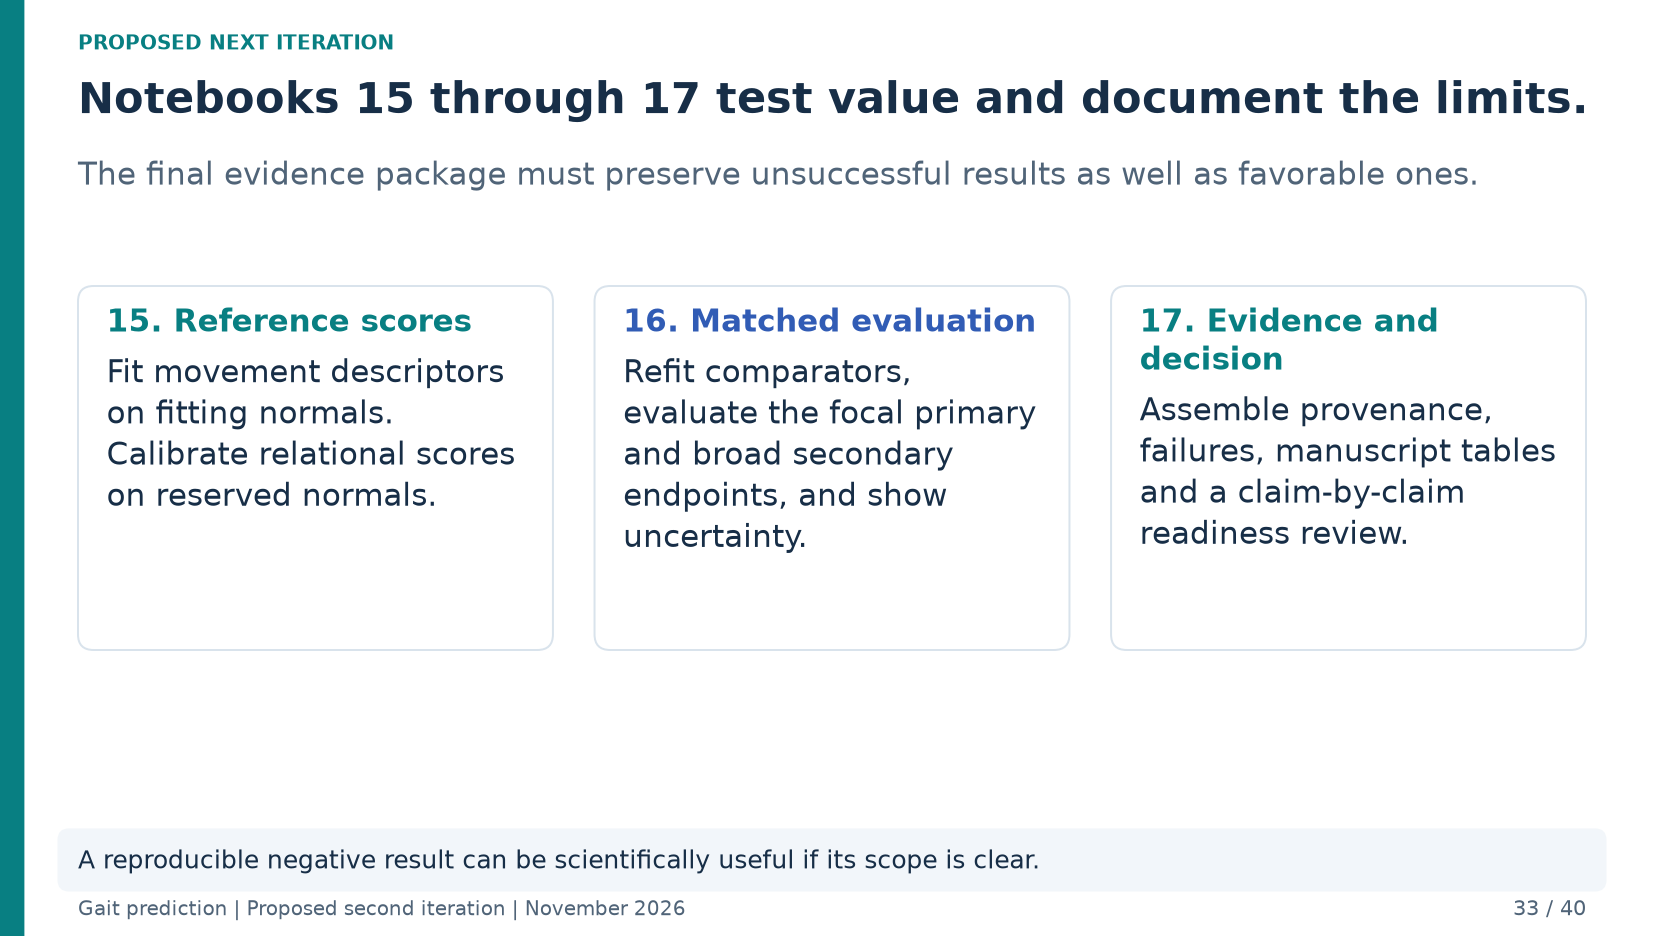 PROPOSED NEXT ITERATION
Notebooks 15 through 17 test value and document the limits.
The final evidence package must preserve unsuccessful results as well as favorable ones.
15. Reference scores
Fit movement descriptors
on fitting normals.
Calibrate relational scores
on reserved normals.
16. Matched evaluation
Refit comparators,
evaluate the focal primary
and broad secondary
endpoints, and show
uncertainty.
17. Evidence and
decision
Assemble provenance,
failures, manuscript tables
and a claim-by-claim
readiness review.
A reproducible negative result can be scientifically useful if its scope is clear.
Gait prediction | Proposed second iteration | November 2026
33 / 40